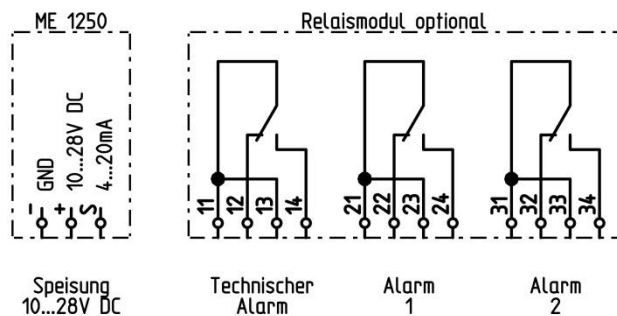 ME 1250
Relaismodul optional
GND
10...28V DC
4...20mA
- + S
11 12 13 14
21 22 23 24
31 32 33 34
Speisung
10...28V DC
Technischer
Alarm
Alarm
1
Alarm
2